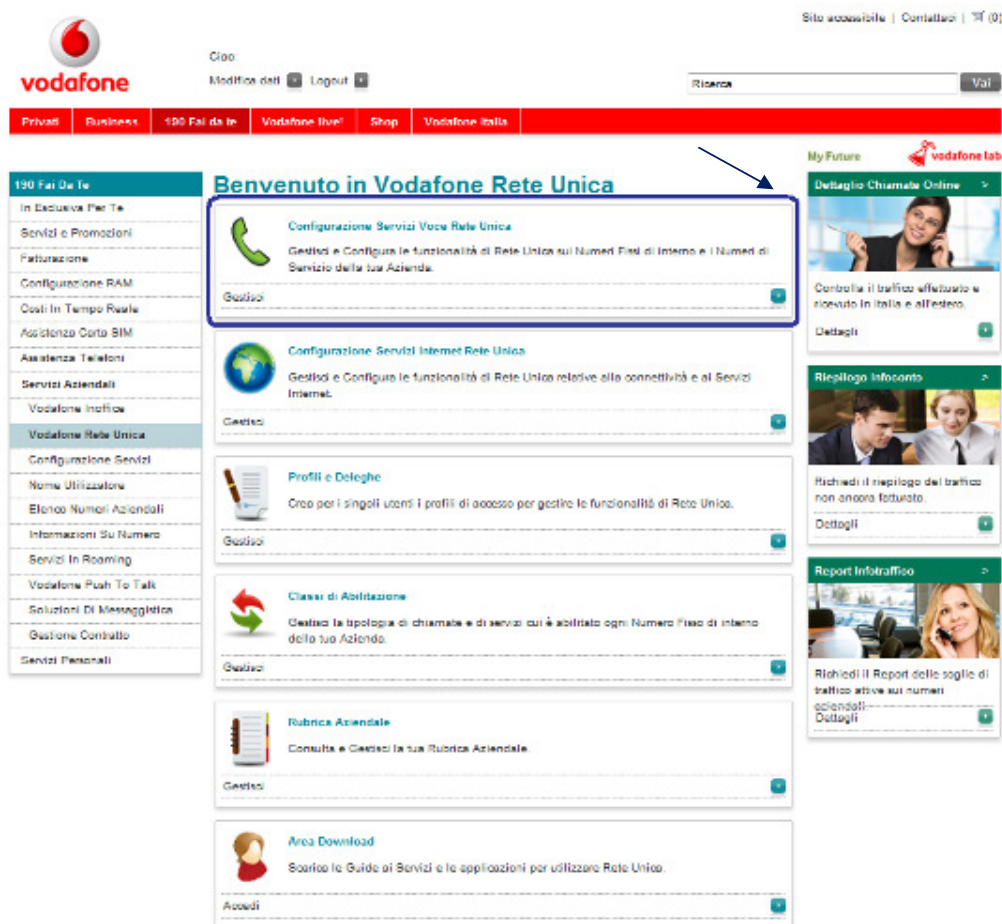 Sito accessibile | Contattaci | (0)
vodafone
Ciao
Modifica dati Logout
Ricerca Vai
Privati Business 190 Fai da te Vodafone live! Shop Vodafone Italia
My Future vodafone lab
190 Fai Da Te
In Esclusiva Per Te
Servizi e Promozioni
Fatturazione
Configurazione RAM
Costi In Tempo Reale
Assistenza Carta SIM
Assistenza Telefoni
Servizi Aziendali
Vodafone Inoffice
Vodafone Rete Unica
Configurazione Servizi
Nome Utilizzatore
Elenco Numeri Aziendali
Informazioni Su Numero
Servizi In Roaming
Vodafone Push To Talk
Soluzioni Di Messaggistica
Gestione Contratto
Servizi Personali
Benvenuto in Vodafone Rete Unica
Configurazione Servizi Voce Rete Unica
Gestisci e Configura le funzionalità di Rete Unica sui Numeri Fissi di Interno e i Numeri di
Servizio della tua Azienda.
Gestisci
Configurazione Servizi Internet Rete Unica
Gestisci e Configura le funzionalità di Rete Unica relative alla connettività e ai Servizi
Internet.
Gestisci
Profili e Deleghe
Crea per i singoli utenti i profili di accesso per gestire le funzionalità di Rete Unica.
Gestisci
Classi di Abilitazione
Gestisci la tipologia di chiamate e di servizi cui è abilitato ogni Numero Fisso di interno
della tua Azienda.
Gestisci
Rubrica Aziendale
Consulta e Gestisci la tua Rubrica Aziendale.
Gestisci
Area Download
Scarica le Guide ai Servizi e le applicazioni per utilizzare Rete Unica.
Accedi
Dettaglio Chiamate Online >
Controlla il traffico effettuato e
ricevuto in Italia e all'estero.
Dettagli
Riepilogo Infoconto >
Richiedi il riepilogo del traffico
non ancora fatturato.
Dettagli
Report Infotraffico >
Richiedi il Report delle soglie di
traffico attive sui numeri
aziendali.
Dettagli